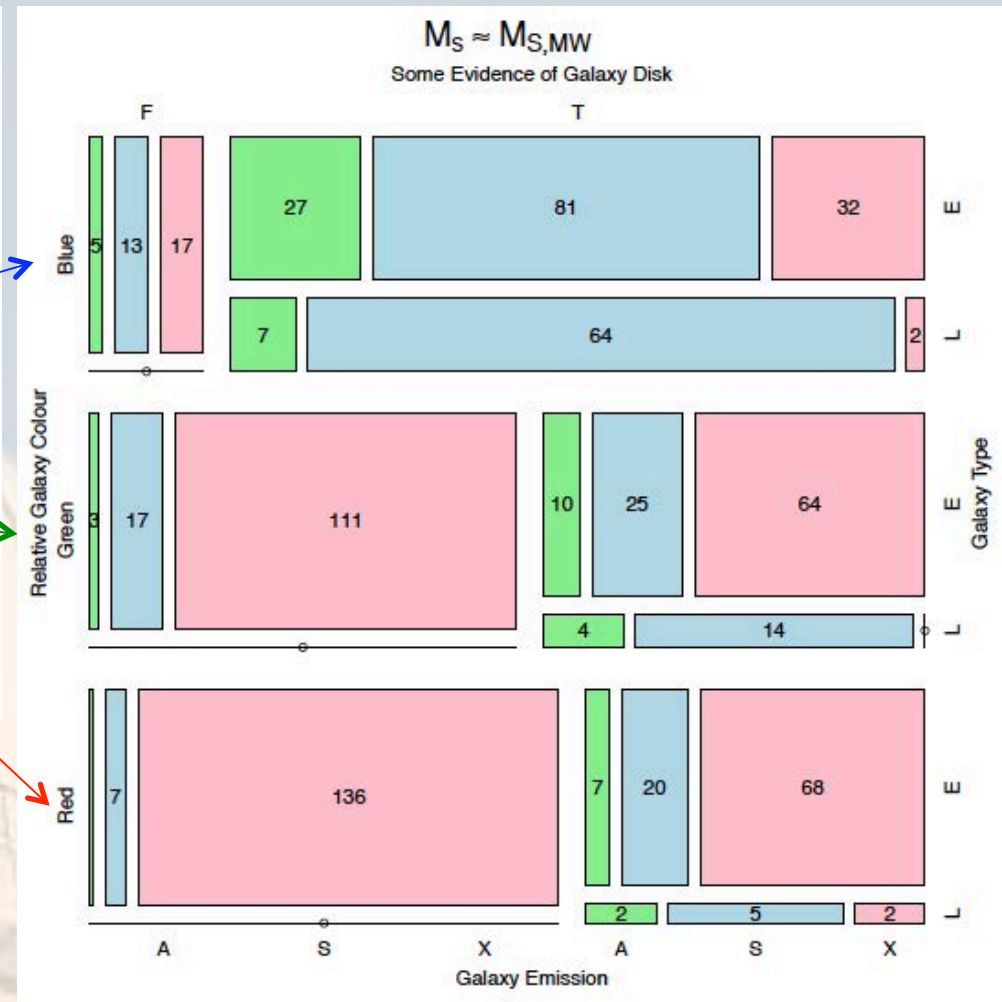 Mₛ ≈ M_S,MW
Some Evidence of Galaxy Disk
F T
Blue
5 13 17 27 81 32 E
7 64 2 L
Relative Galaxy Colour
Green
3 17 111 10 25 64 E
4 14 L
Galaxy Type
Red
7 136 7 20 68 E
2 5 2 L
A S X A S X
Galaxy Emission